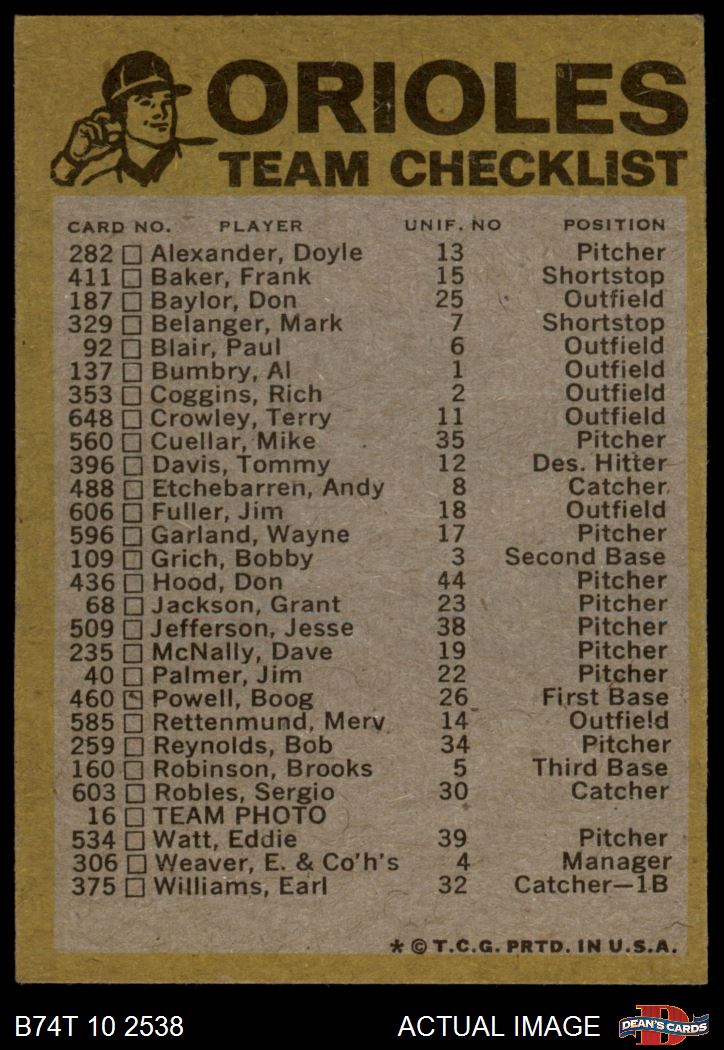 ORIOLES
TEAM CHECKLIST
CARD NO. PLAYER UNIF. NO POSITION
282 Alexander, Doyle 13 Pitcher
411 Baker, Frank 15 Shortstop
187 Baylor, Don 25 Outfield
329 Belanger, Mark 7 Shortstop
92 Blair, Paul 6 Outfield
137 Bumbry, Al 1 Outfield
353 Coggins, Rich 2 Outfield
648 Crowley, Terry 11 Outfield
560 Cuellar, Mike 35 Pitcher
396 Davis, Tommy 12 Des. Hitter
488 Etchebarren, Andy 8 Catcher
606 Fuller, Jim 18 Outfield
596 Garland, Wayne 17 Pitcher
109 Grich, Bobby 3 Second Base
436 Hood, Don 44 Pitcher
68 Jackson, Grant 23 Pitcher
509 Jefferson, Jesse 38 Pitcher
235 McNally, Dave 19 Pitcher
40 Palmer, Jim 22 Pitcher
460 Powell, Boog 26 First Base
585 Rettenmund, Merv 14 Outfield
259 Reynolds, Bob 34 Pitcher
160 Robinson, Brooks 5 Third Base
603 Robles, Sergio 30 Catcher
16 TEAM PHOTO
534 Watt, Eddie 39 Pitcher
306 Weaver, E. & Co'h's 4 Manager
375 Williams, Earl 32 Catcher—1B
* © T.C.G. PRTD. IN U.S.A.
B74T 10 2538 ACTUAL IMAGE DEAN'S CARDS